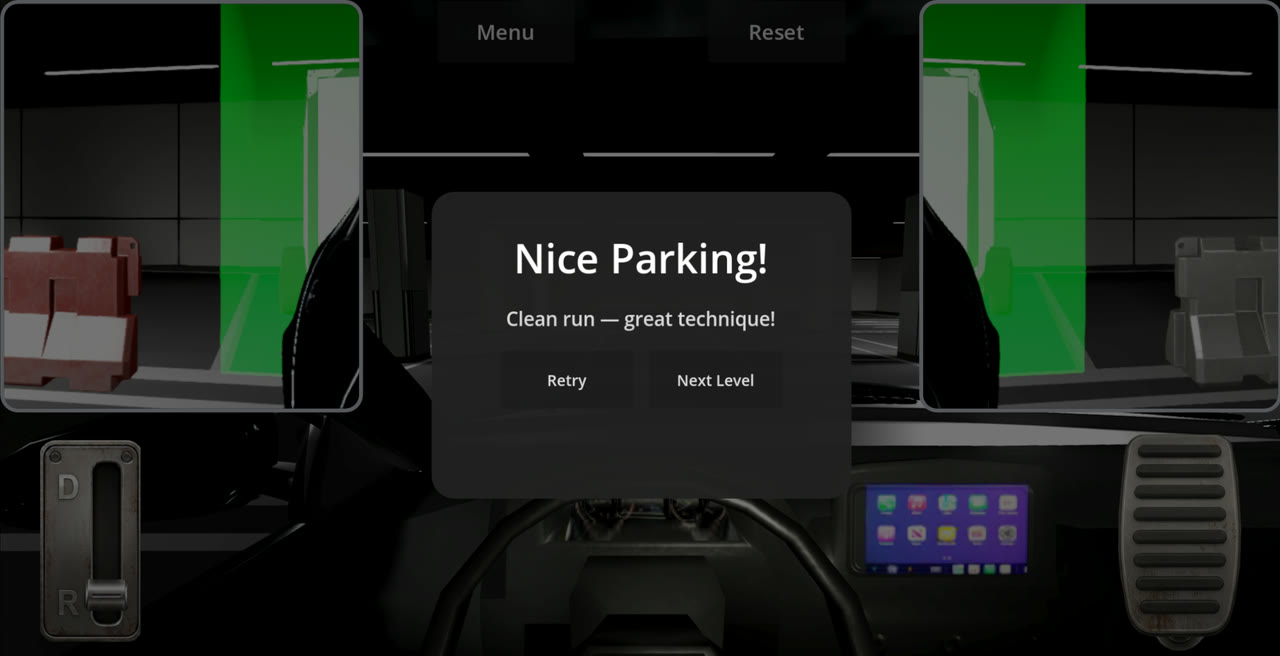 Menu
Reset
Nice Parking!
Clean run — great technique!
Retry
Next Level
D
R